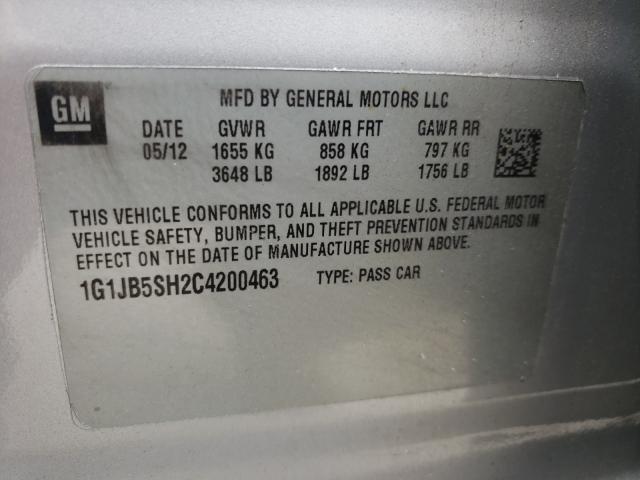 GM
MFD BY GENERAL MOTORS LLC
DATE GVWR GAWR FRT GAWR RR
05/12 1655 KG 858 KG 797 KG
3648 LB 1892 LB 1756 LB
THIS VEHICLE CONFORMS TO ALL APPLICABLE U.S. FEDERAL MOTOR
VEHICLE SAFETY, BUMPER, AND THEFT PREVENTION STANDARDS IN
EFFECT ON THE DATE OF MANUFACTURE SHOWN ABOVE.
1G1JB5SH2C4200463 TYPE: PASS CAR